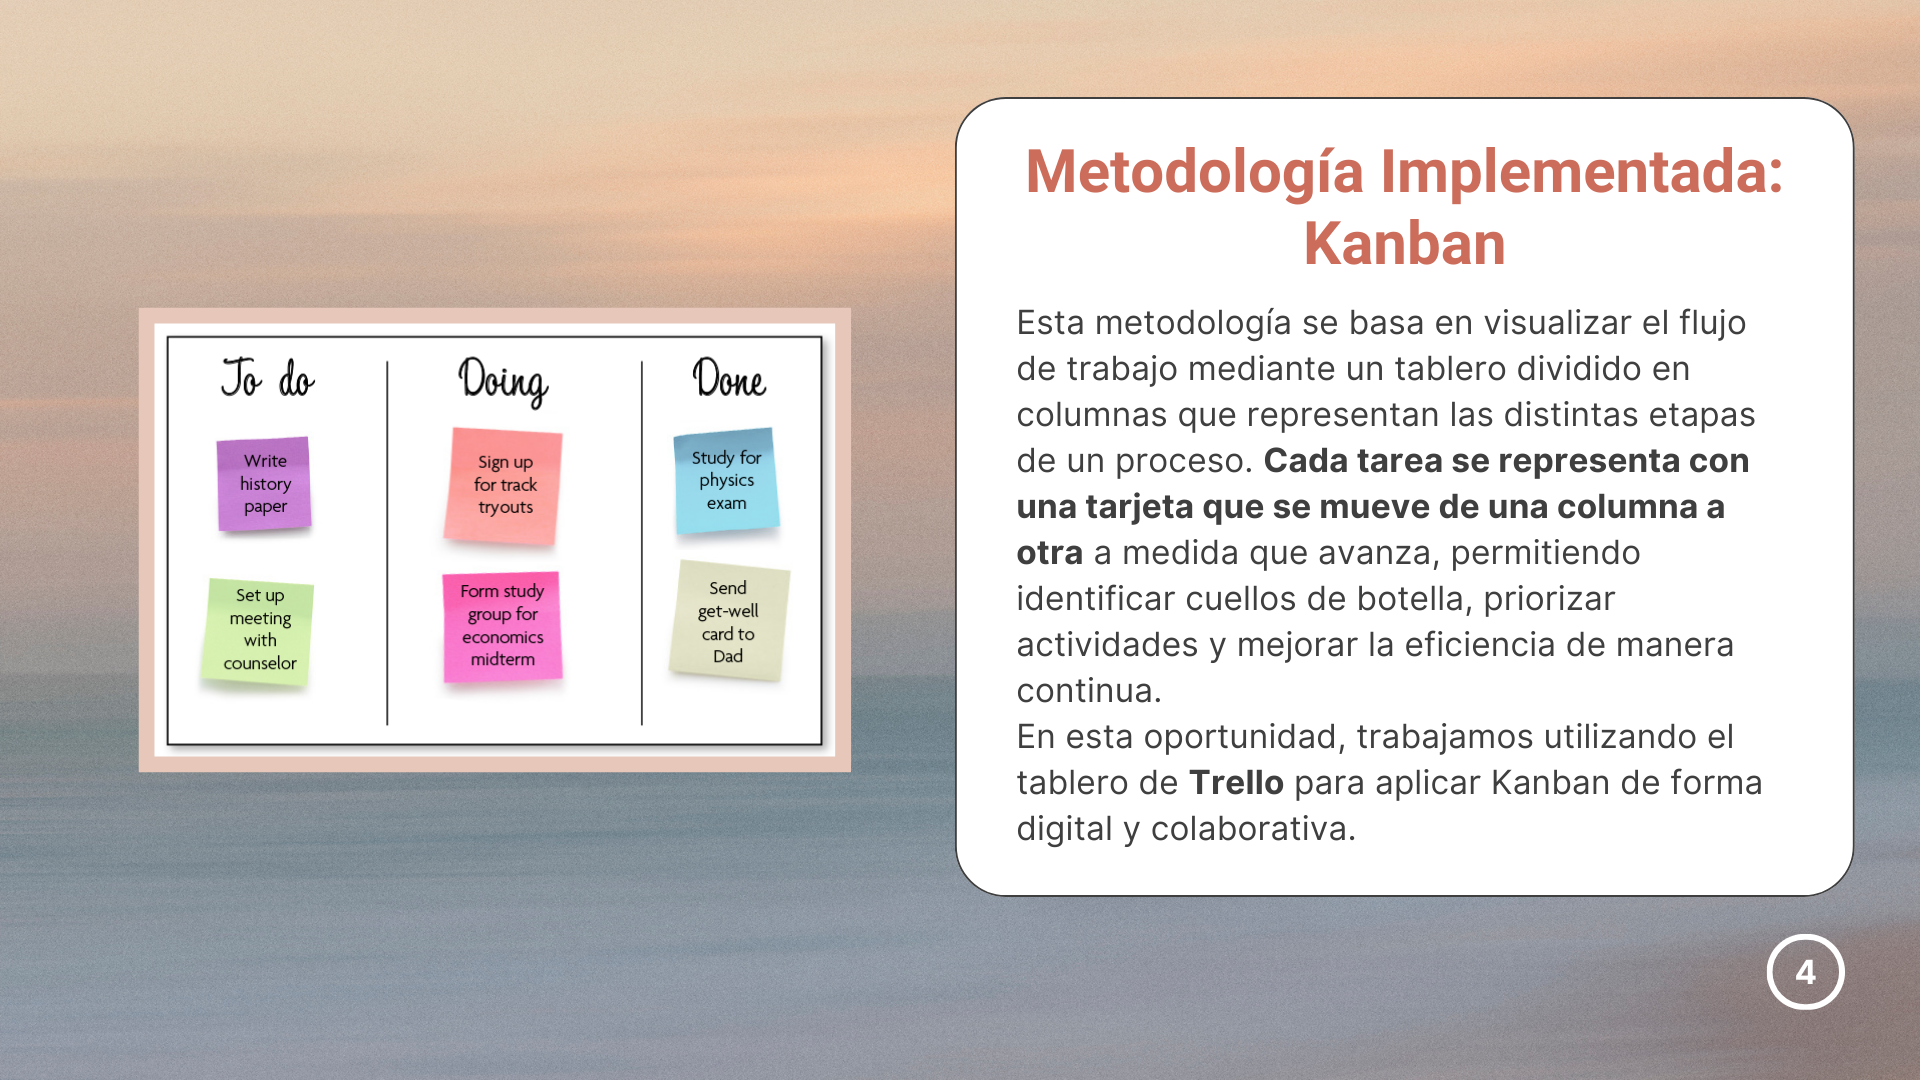 To do
Doing
Done
Write
history
paper
Set up
meeting
with
counselor
Sign up
for track
tryouts
Form study
group for
economics
midterm
Study for
physics
exam
Send
get-well
card to
Dad
Metodología Implementada:
Kanban
Esta metodología se basa en visualizar el flujo
de trabajo mediante un tablero dividido en
columnas que representan las distintas etapas
de un proceso. Cada tarea se representa con
una tarjeta que se mueve de una columna a
otra a medida que avanza, permitiendo
identificar cuellos de botella, priorizar
actividades y mejorar la eficiencia de manera
continua.
En esta oportunidad, trabajamos utilizando el
tablero de Trello para aplicar Kanban de forma
digital y colaborativa.
4